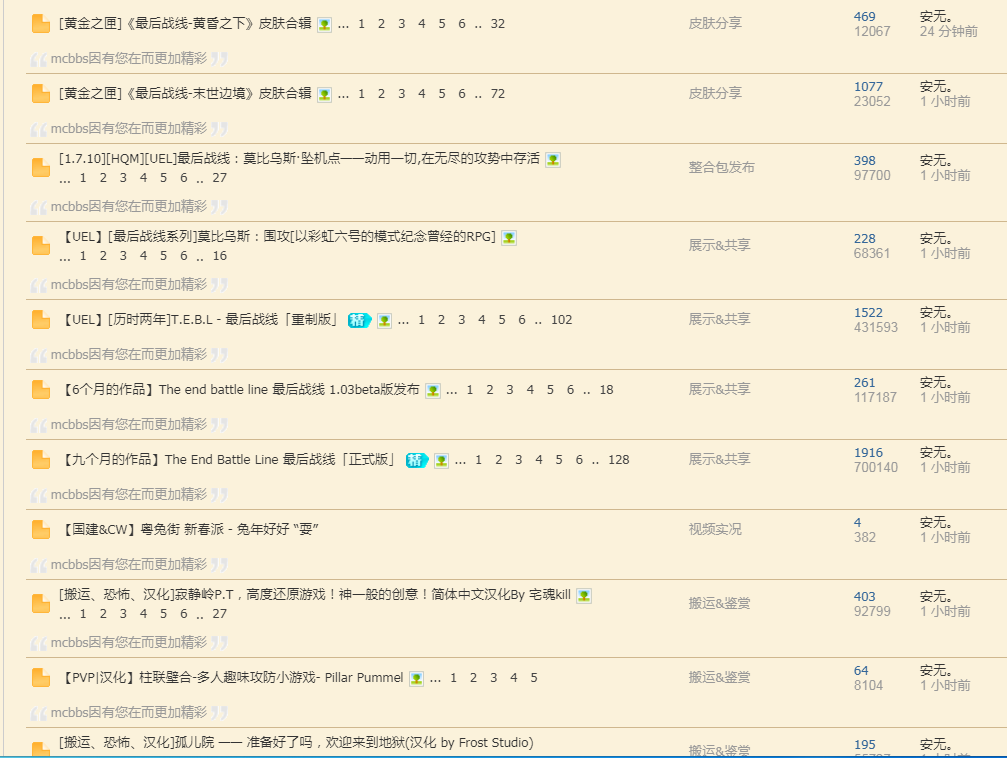 [黄金之匣]《最后战线-黄昏之下》皮肤合辑 ... 1 2 3 4 5 6 .. 32 皮肤分享 469 安无。
12067 24 分钟前
mcbbs因有您在而更加精彩
[黄金之匣]《最后战线-末世边境》皮肤合辑 ... 1 2 3 4 5 6 .. 72 皮肤分享 1077 安无。
23052 1 小时前
mcbbs因有您在而更加精彩
[1.7.10][HQM][UEL]最后战线：莫比乌斯·坠机点——动用一切,在无尽的攻势中存活 整合包发布 398 安无。
... 1 2 3 4 5 6 .. 27 97700 1 小时前
mcbbs因有您在而更加精彩
【UEL】[最后战线系列]莫比乌斯：围攻[以彩虹六号的模式纪念曾经的RPG] 展示&共享 228 安无。
... 1 2 3 4 5 6 .. 16 68361 1 小时前
mcbbs因有您在而更加精彩
【UEL】[历时两年]T.E.B.L - 最后战线「重制版」 精 ... 1 2 3 4 5 6 .. 102 展示&共享 1522 安无。
431593 1 小时前
mcbbs因有您在而更加精彩
【6个月的作品】The end battle line 最后战线 1.03beta版发布 ... 1 2 3 4 5 6 .. 18 展示&共享 261 安无。
117187 1 小时前
mcbbs因有您在而更加精彩
【九个月的作品】The End Battle Line 最后战线「正式版」 精 ... 1 2 3 4 5 6 .. 128 展示&共享 1916 安无。
700140 1 小时前
mcbbs因有您在而更加精彩
【国建&CW】粤兔街 新春派 - 兔年好好 “耍” 视频实况 4 安无。
382 1 小时前
mcbbs因有您在而更加精彩
[搬运、恐怖、汉化]寂静岭P.T，高度还原游戏！神一般的创意！简体中文汉化By 宅魂kill 搬运&鉴赏 403 安无。
... 1 2 3 4 5 6 .. 27 92799 1 小时前
mcbbs因有您在而更加精彩
【PVP|汉化】柱联壁合-多人趣味攻防小游戏- Pillar Pummel ... 1 2 3 4 5 搬运&鉴赏 64 安无。
8104 1 小时前
mcbbs因有您在而更加精彩
[搬运、恐怖、汉化]孤儿院 —— 准备好了吗，欢迎来到地狱(汉化 by Frost Studio) 搬运&鉴赏 195 安无。